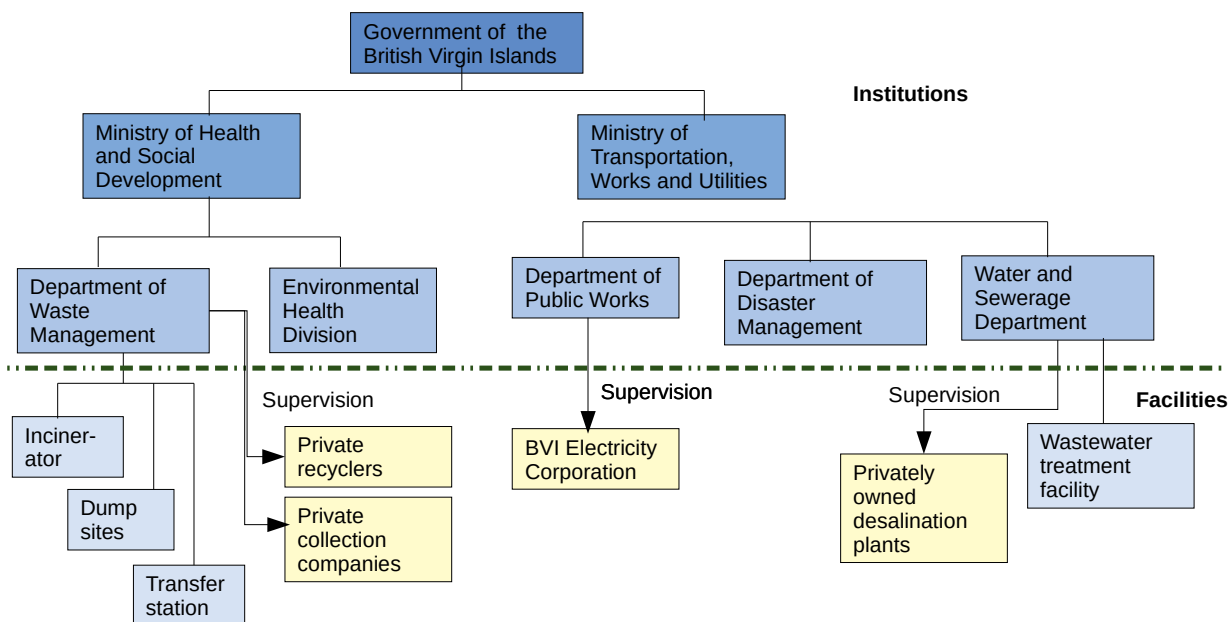 Government of the
British Virgin Islands
Institutions
Ministry of Health
and Social
Development
Ministry of
Transportation,
Works and Utilities
Department of
Waste
Management
Environmental
Health
Division
Department of
Public Works
Department of
Disaster
Management
Water and
Sewerage
Department
Supervision
Supervision
Supervision
Facilities
Inciner-
ator
Dump
sites
Transfer
station
Private
recyclers
Private
collection
companies
BVI Electricity
Corporation
Privately
owned
desalination
plants
Wastewater
treatment
facility